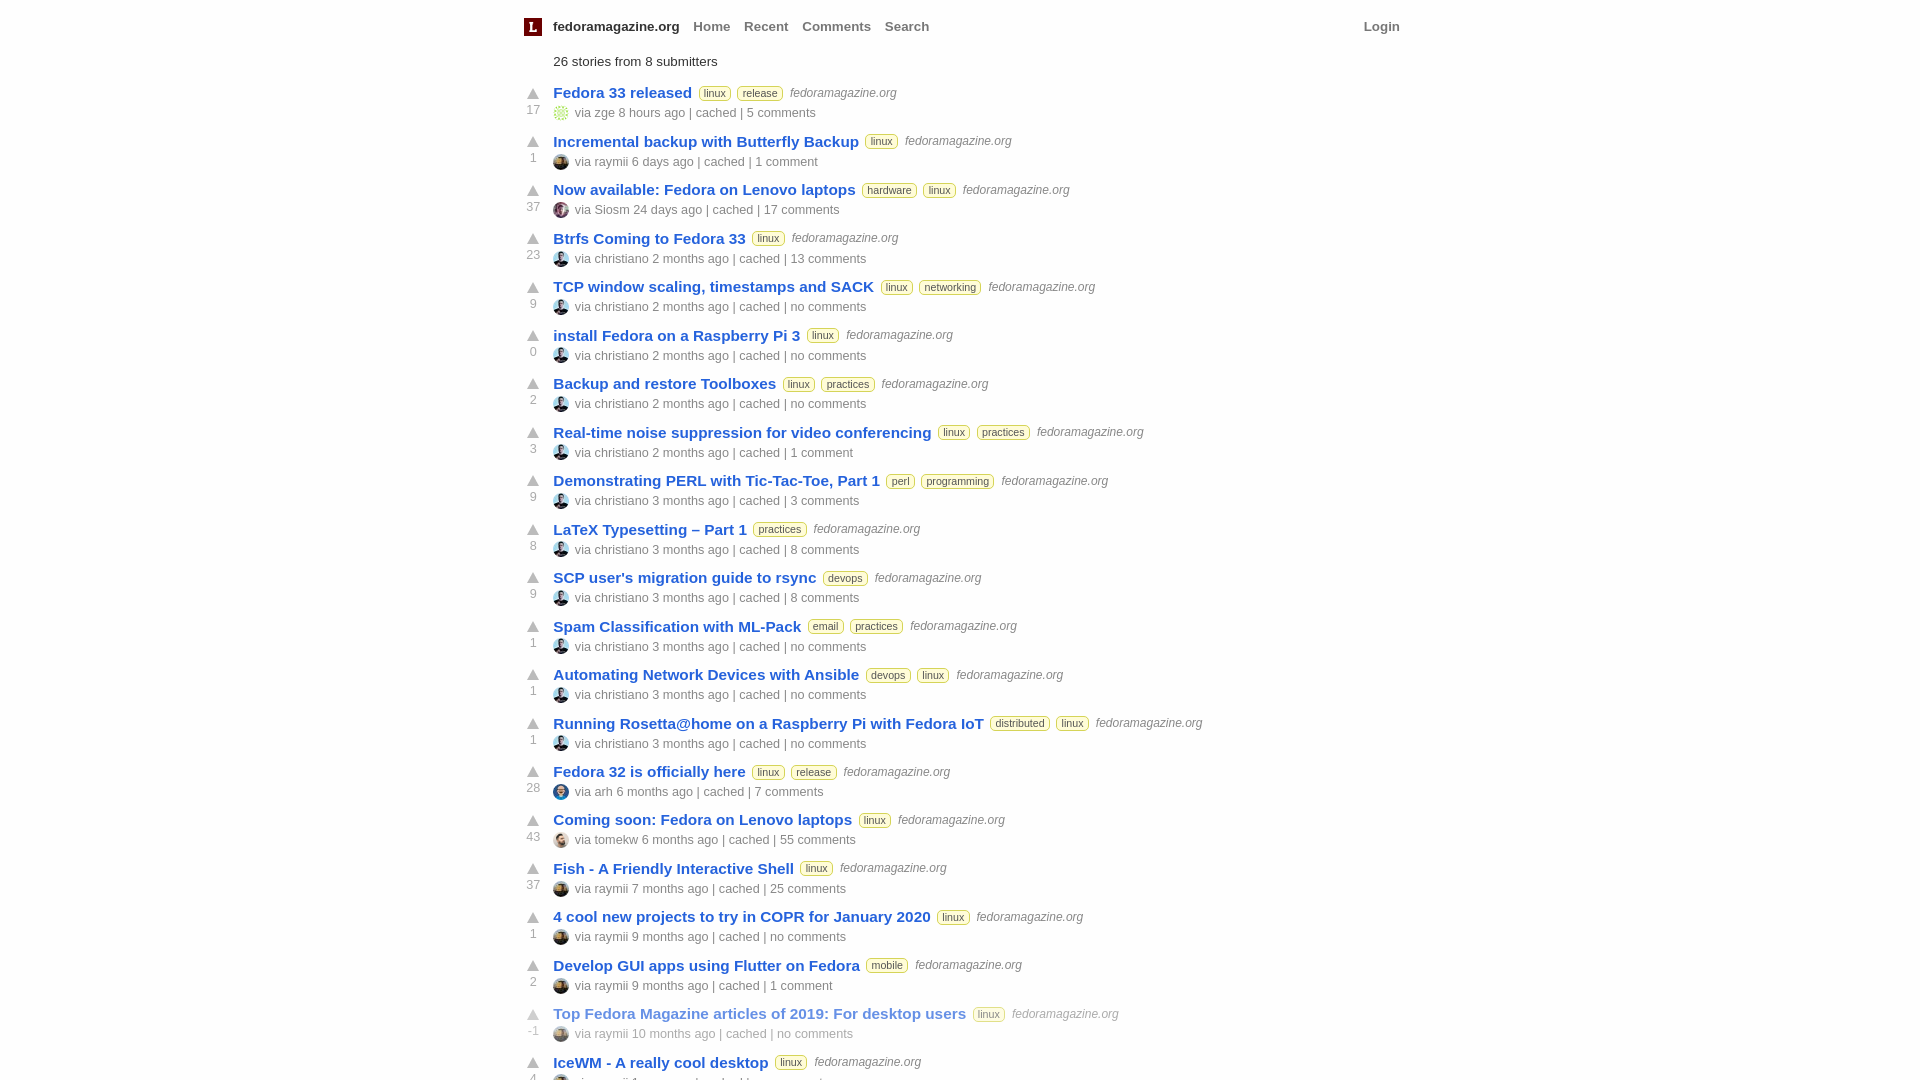 L fedoramagazine.org Home Recent Comments Search Login
26 stories from 8 submitters
Fedora 33 released linux release fedoramagazine.org
17 via zge 8 hours ago | cached | 5 comments
Incremental backup with Butterfly Backup linux fedoramagazine.org
1 via raymii 6 days ago | cached | 1 comment
Now available: Fedora on Lenovo laptops hardware linux fedoramagazine.org
37 via Siosm 24 days ago | cached | 17 comments
Btrfs Coming to Fedora 33 linux fedoramagazine.org
23 via christiano 2 months ago | cached | 13 comments
TCP window scaling, timestamps and SACK linux networking fedoramagazine.org
9 via christiano 2 months ago | cached | no comments
install Fedora on a Raspberry Pi 3 linux fedoramagazine.org
0 via christiano 2 months ago | cached | no comments
Backup and restore Toolboxes linux practices fedoramagazine.org
2 via christiano 2 months ago | cached | no comments
Real-time noise suppression for video conferencing linux practices fedoramagazine.org
3 via christiano 2 months ago | cached | 1 comment
Demonstrating PERL with Tic-Tac-Toe, Part 1 perl programming fedoramagazine.org
9 via christiano 3 months ago | cached | 3 comments
LaTeX Typesetting – Part 1 practices fedoramagazine.org
8 via christiano 3 months ago | cached | 8 comments
SCP user's migration guide to rsync devops fedoramagazine.org
9 via christiano 3 months ago | cached | 8 comments
Spam Classification with ML-Pack email practices fedoramagazine.org
1 via christiano 3 months ago | cached | no comments
Automating Network Devices with Ansible devops linux fedoramagazine.org
1 via christiano 3 months ago | cached | no comments
Running Rosetta@home on a Raspberry Pi with Fedora IoT distributed linux fedoramagazine.org
1 via christiano 3 months ago | cached | no comments
Fedora 32 is officially here linux release fedoramagazine.org
28 via arh 6 months ago | cached | 7 comments
Coming soon: Fedora on Lenovo laptops linux fedoramagazine.org
43 via tomekw 6 months ago | cached | 55 comments
Fish - A Friendly Interactive Shell linux fedoramagazine.org
37 via raymii 7 months ago | cached | 25 comments
4 cool new projects to try in COPR for January 2020 linux fedoramagazine.org
1 via raymii 9 months ago | cached | no comments
Develop GUI apps using Flutter on Fedora mobile fedoramagazine.org
2 via raymii 9 months ago | cached | 1 comment
Top Fedora Magazine articles of 2019: For desktop users linux fedoramagazine.org
-1 via raymii 10 months ago | cached | no comments
IceWM - A really cool desktop linux fedoramagazine.org